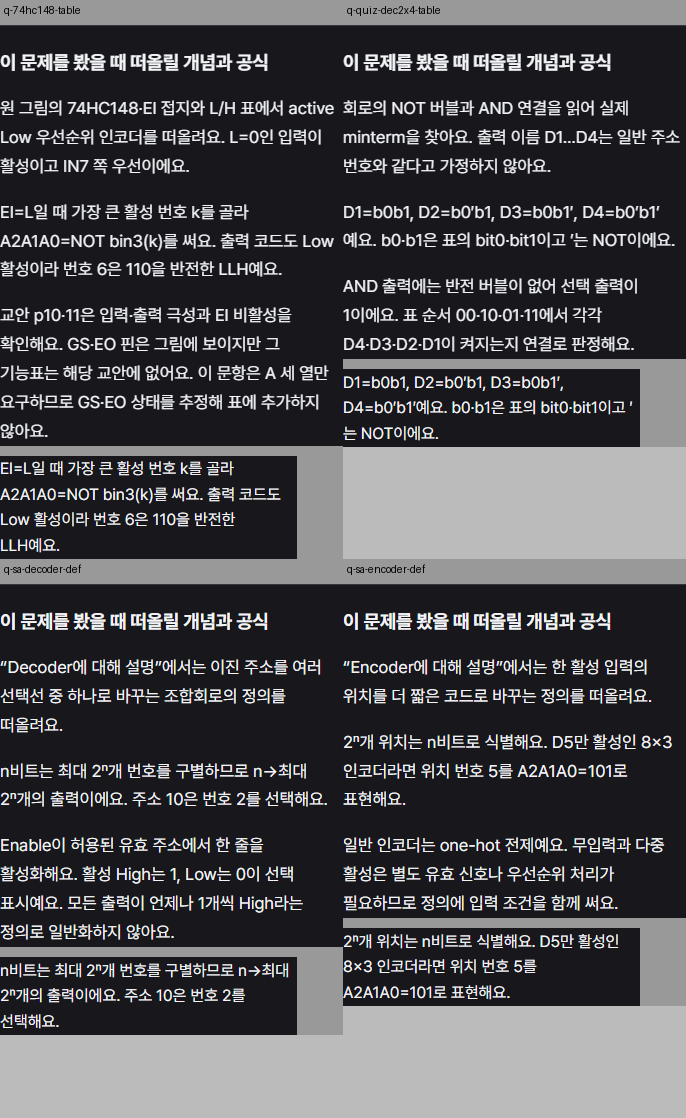 q-74hc148-table
이 문제를 봤을 때 떠올릴 개념과 공식
원 그림의 74HC148·EI 접지와 L/H 표에서 active
Low 우선순위 인코더를 떠올려요. L=0인 입력이
활성이고 IN7 쪽 우선이에요.
EI=L일 때 가장 큰 활성 번호 k를 골라
A2A1A0=NOT bin3(k)를 써요. 출력 코드도 Low
활성이라 번호 6은 110을 반전한 LLH예요.
교안 p10·11은 입력·출력 극성과 EI 비활성을
확인해요. GS·EO 핀은 그림에 보이지만 그
기능표는 해당 교안에 없어요. 이 문항은 A 세 열만
요구하므로 GS·EO 상태를 추정해 표에 추가하지
않아요.
EI=L일 때 가장 큰 활성 번호 k를 골라
A2A1A0=NOT bin3(k)를 써요. 출력 코드도
Low 활성이라 번호 6은 110을 반전한
LLH예요.
q-quiz-dec2x4-table
이 문제를 봤을 때 떠올릴 개념과 공식
회로의 NOT 버블과 AND 연결을 읽어 실제
minterm을 찾아요. 출력 이름 D1…D4는 일반 주소
번호와 같다고 가정하지 않아요.
D1=b0b1, D2=b0′b1, D3=b0b1′, D4=b0′b1′
예요. b0·b1은 표의 bit0·bit1이고 ′는 NOT이에요.
AND 출력에는 반전 버블이 없어 선택 출력이
1이에요. 표 순서 00·10·01·11에서 각각
D4·D3·D2·D1이 켜지는지 연결로 판정해요.
D1=b0b1, D2=b0′b1, D3=b0b1′,
D4=b0′b1′예요. b0·b1은 표의 bit0·bit1이고 ′
는 NOT이에요.
q-sa-decoder-def
이 문제를 봤을 때 떠올릴 개념과 공식
“Decoder에 대해 설명”에서는 이진 주소를 여러
선택선 중 하나로 바꾸는 조합회로의 정의를
떠올려요.
n비트는 최대 2ⁿ개 번호를 구별하므로 n→최대
2ⁿ개의 출력이에요. 주소 10은 번호 2를 선택해요.
Enable이 허용된 유효 주소에서 한 줄을
활성화해요. 활성 High는 1, Low는 0이 선택
표시예요. 모든 출력이 언제나 1개씩 High라는
정의로 일반화하지 않아요.
n비트는 최대 2ⁿ개 번호를 구별하므로 n→최대
2ⁿ개의 출력이에요. 주소 10은 번호 2를
선택해요.
q-sa-encoder-def
이 문제를 봤을 때 떠올릴 개념과 공식
“Encoder에 대해 설명”에서는 한 활성 입력의
위치를 더 짧은 코드로 바꾸는 정의를 떠올려요.
2ⁿ개 위치는 n비트로 식별해요. D5만 활성인 8×3
인코더라면 위치 번호 5를 A2A1A0=101로
표현해요.
일반 인코더는 one-hot 전제예요. 무입력과 다중
활성은 별도 유효 신호나 우선순위 처리가
필요하므로 정의에 입력 조건을 함께 써요.
2ⁿ개 위치는 n비트로 식별해요. D5만 활성인
8×3 인코더라면 위치 번호 5를
A2A1A0=101로 표현해요.